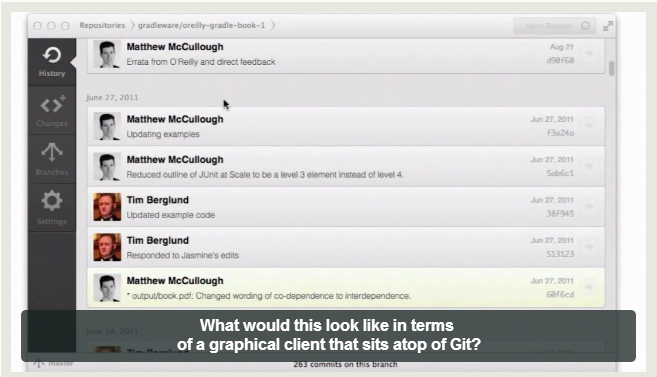 Repositories gradleware/oreilly-gradle-book-1 Sync Branch
History
Changes
Branches
Settings
Matthew McCullough Aug 21
Errata from O'Reilly and direct feedback d90f60
June 27, 2011
Matthew McCullough Jun 27, 2011
Updating examples f3a24a
Matthew McCullough Jun 27, 2011
Reduced outline of JUnit at Scale to be a level 3 element instead of level 4. 5ab6c1
Tim Berglund Jun 27, 2011
Updated example code 38f945
Tim Berglund Jun 27, 2011
Responded to Jasmine's edits 513123
Matthew McCullough Jun 27, 2011
* output/book.pdf: Changed wording of co-dependence to interdependence. 60f6cd
What would this look like in terms
of a graphical client that sits atop of Git?
June 14, 2011
Tim Berglund
master 263 commits on this branch